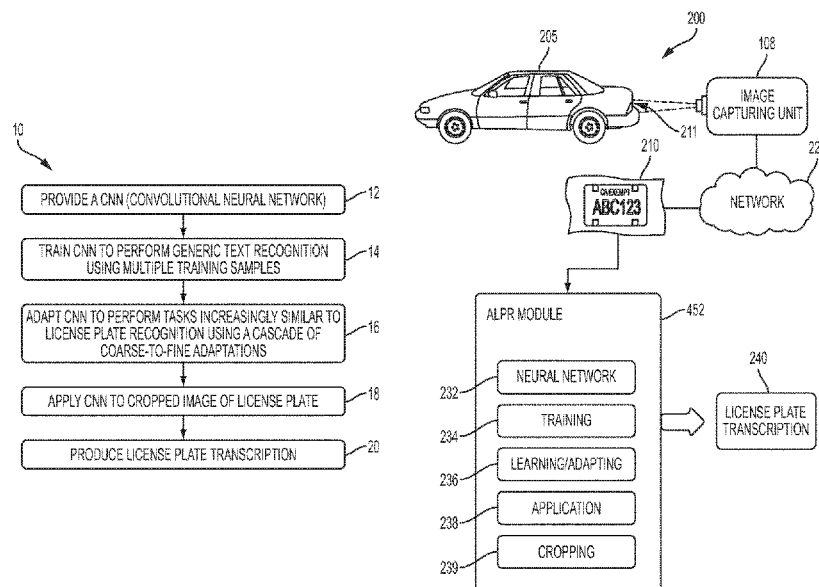 10
PROVIDE A CNN (CONVOLUTIONAL NEURAL NETWORK)
12
TRAIN CNN TO PERFORM GENERIC TEXT RECOGNITION
USING MULTIPLE TRAINING SAMPLES
14
ADAPT CNN TO PERFORM TASKS INCREASINGLY SIMILAR TO
LICENSE PLATE RECOGNITION USING A CASCADE OF
COARSE-TO-FINE ADAPTATIONS
16
APPLY CNN TO CROPPED IMAGE OF LICENSE PLATE
18
PRODUCE LICENSE PLATE TRANSCRIPTION
20
200
205
108
IMAGE
CAPTURING UNIT
211
210
CA EXEMPT
ABC123
22
NETWORK
ALPR MODULE
452
232
NEURAL NETWORK
234
TRAINING
236
LEARNING/ADAPTING
238
APPLICATION
239
CROPPING
240
LICENSE PLATE
TRANSCRIPTION